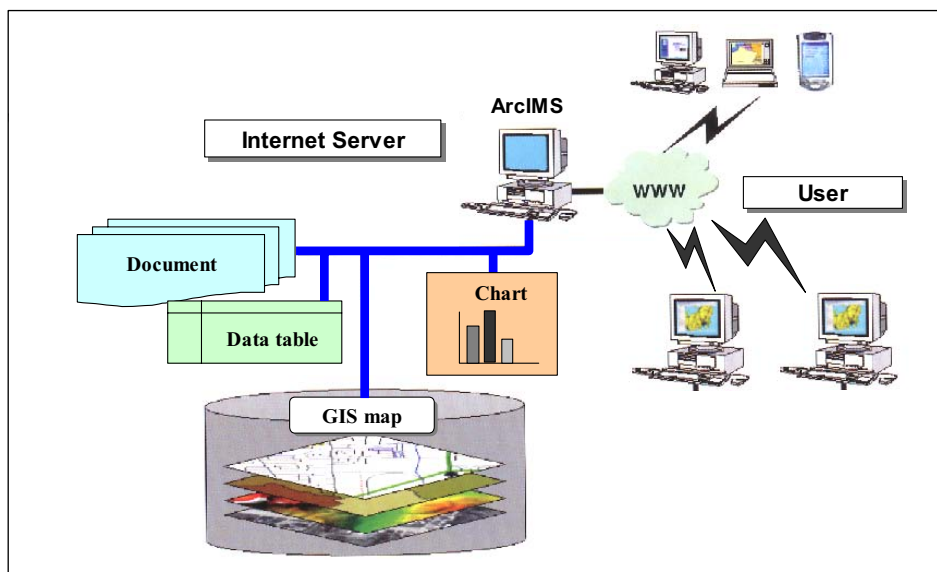 ArcIMS
Internet Server
WWW
User
Document
Chart
Data table
GIS map